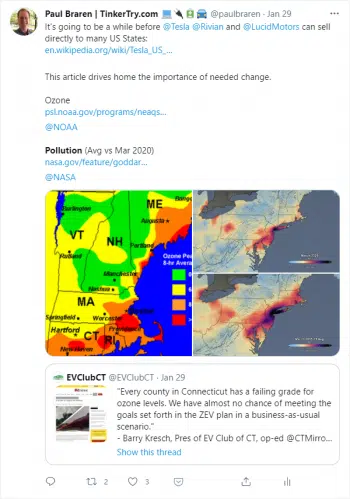 Paul Braren | TinkerTry.com 💻 🔌 🔋 🚘 @paulbraren · Jan 29
It's going to be a while before @Tesla @Rivian and @LucidMotors can sell
directly to many US States:
en.wikipedia.org/wiki/Tesla_US_…
This article drives home the importance of needed change.
Ozone
psl.noaa.gov/programs/neaqs…
@NOAA
Pollution (Avg vs Mar 2020)
nasa.gov/feature/goddar…
@NASA
ME
Burlington
Augusta
VT
NH
Portland
Rutland
Ozone Pe
8-hr Avera
Manchester
Nashua
MA
Springfield
Worcester
Hartford
CT
RI
New Haven
EVClubCT @EVClubCT · Jan 29
"Every county in Connecticut has a failing grade for
ozone levels. We have almost no chance of meeting the
goals set forth in the ZEV plan in a business-as-usual
scenario."
- Barry Kresch, Pres of EV Club of CT, op-ed @CTMirro...
Show this thread
2
3